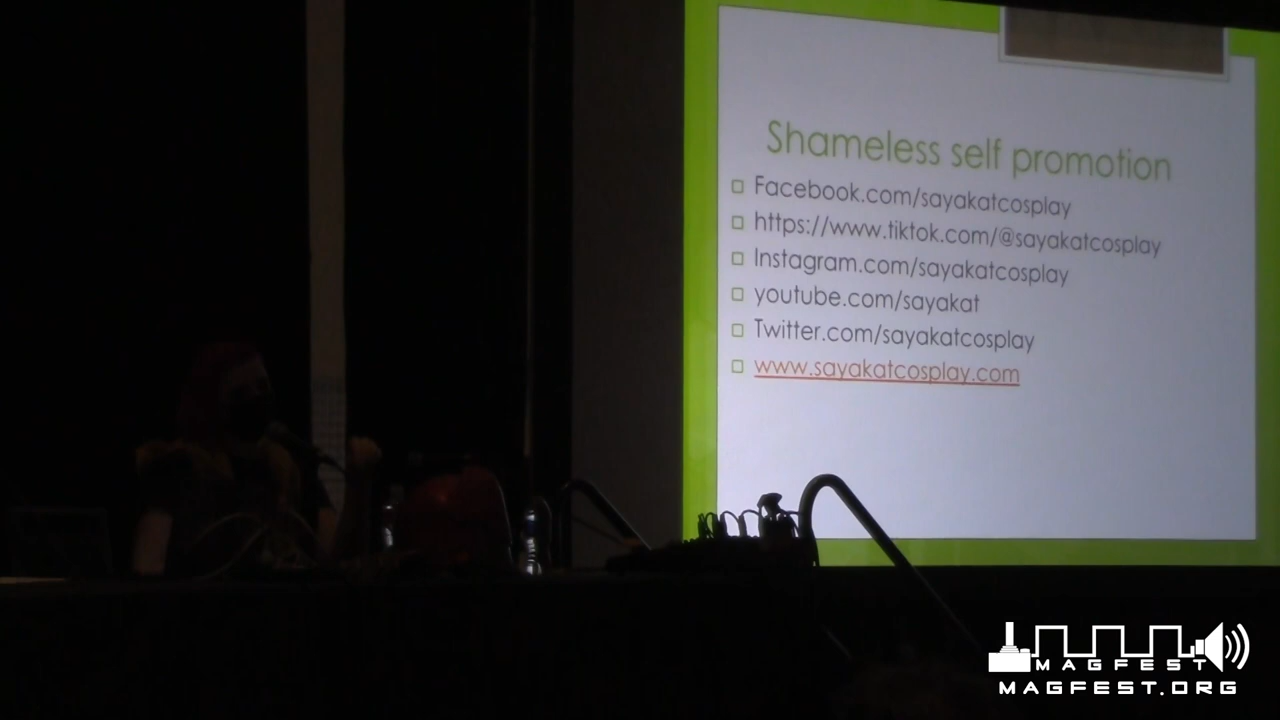 Shameless self promotion
Facebook.com/sayakatcosplay
https://www.tiktok.com/@sayakatcosplay
Instagram.com/sayakatcosplay
youtube.com/sayakat
Twitter.com/sayakatcosplay
www.sayakatcosplay.com
MAGFEST
MAGFEST.ORG